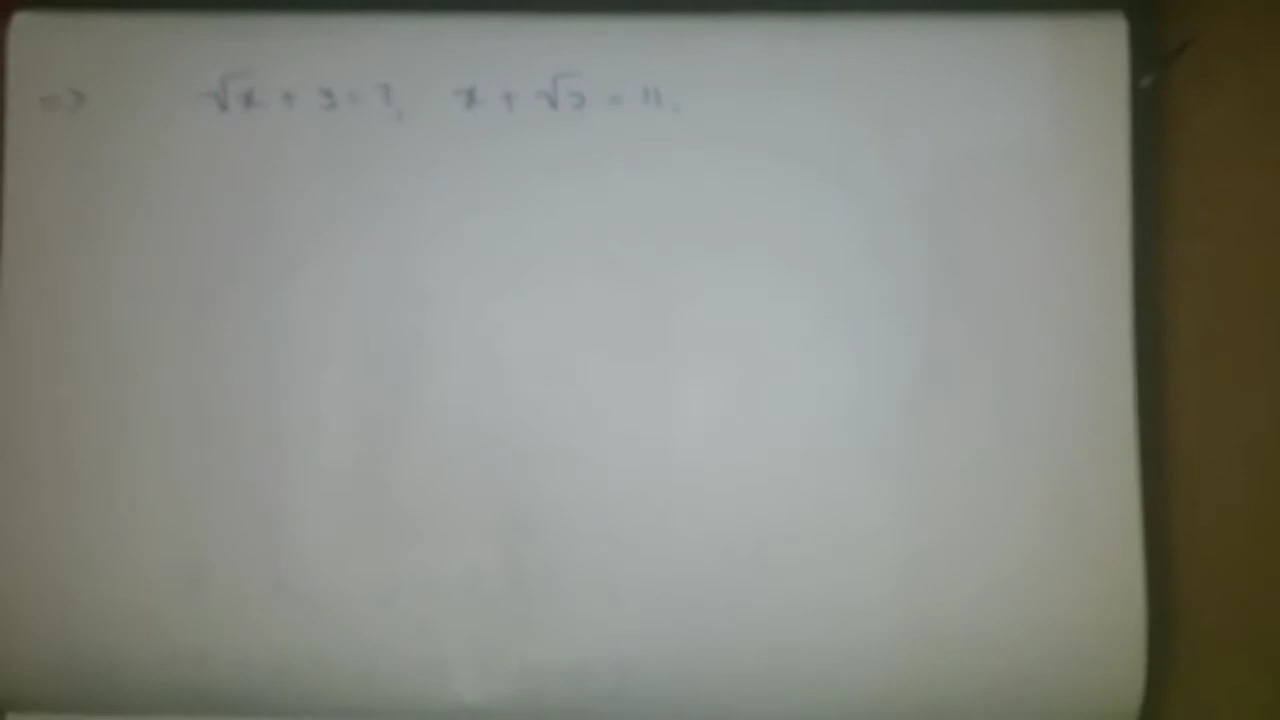 => √x + y = 7, x + √y = 11.